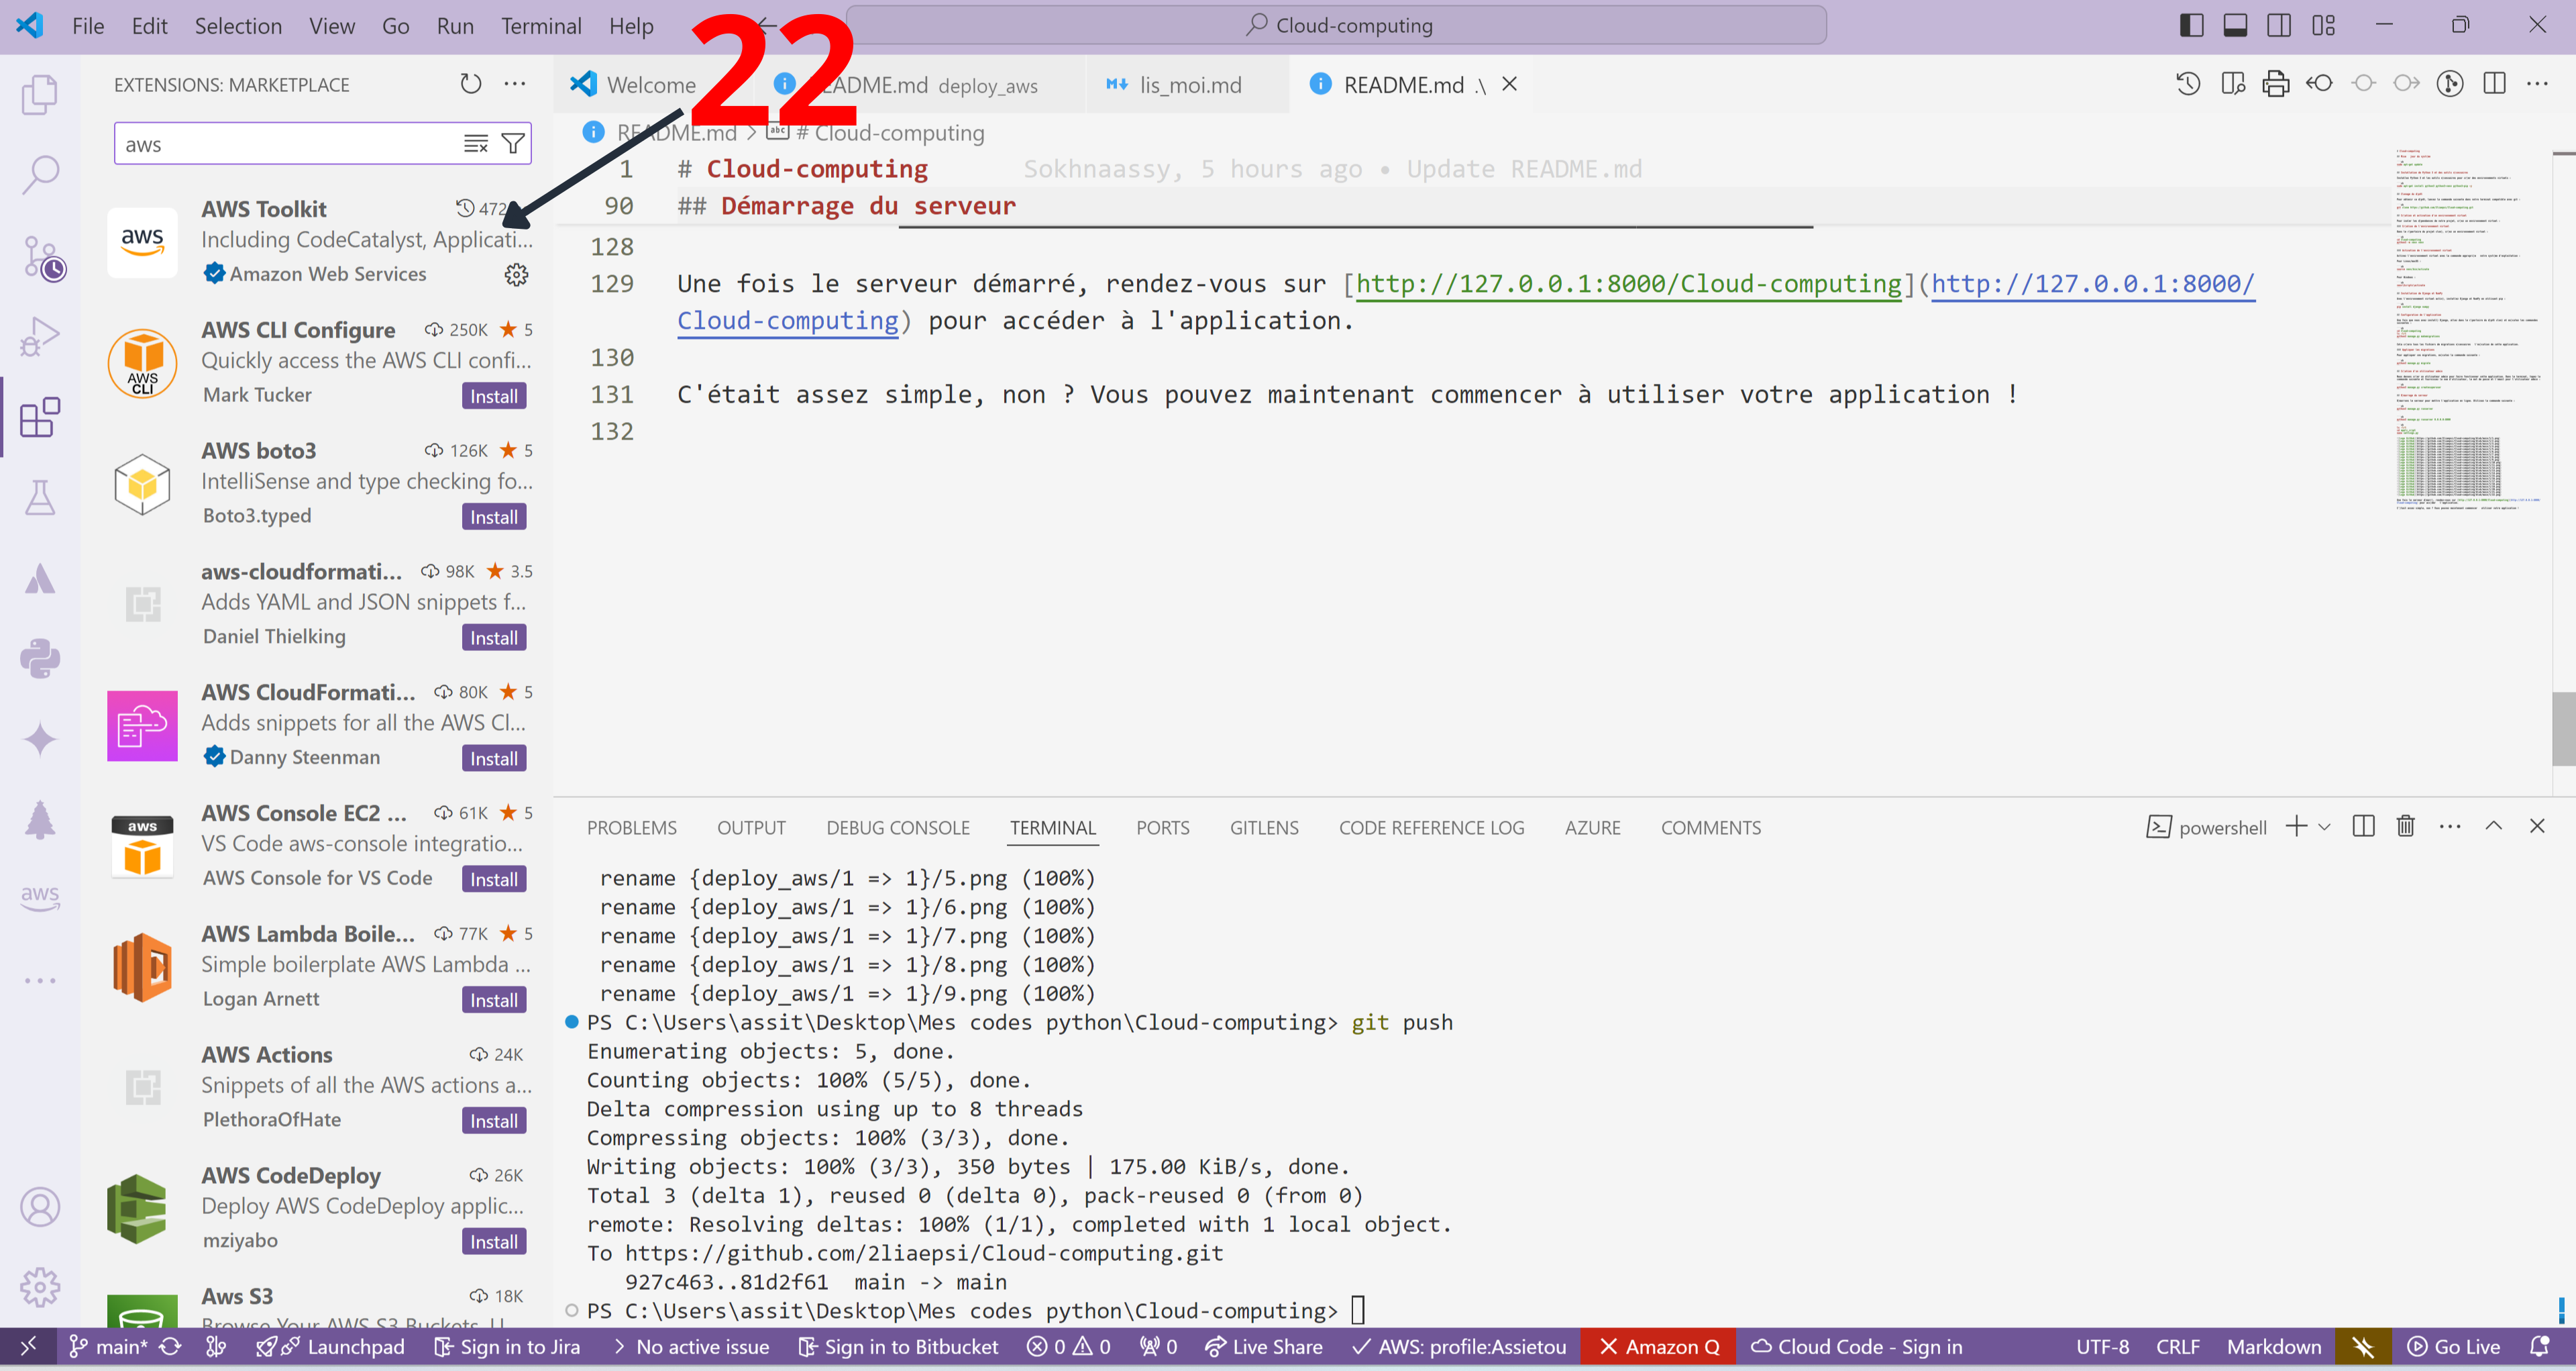 File Edit Selection View Go Run Terminal Help
Cloud-computing
22
EXTENSIONS: MARKETPLACE
aws
AWS Toolkit
Including CodeCatalyst, Applicati...
Amazon Web Services
AWS CLI Configure 250K 5
Quickly access the AWS CLI confi...
Mark Tucker Install
AWS CLI
AWS boto3 126K 5
IntelliSense and type checking fo...
Boto3.typed Install
aws-cloudformati... 98K 3.5
Adds YAML and JSON snippets f...
Daniel Thielking Install
AWS CloudFormati... 80K 5
Adds snippets for all the AWS Cl...
Danny Steenman Install
AWS Console EC2 ... 61K 5
VS Code aws-console integratio...
AWS Console for VS Code Install
AWS Lambda Boile... 77K 5
Simple boilerplate AWS Lambda ...
Logan Arnett Install
AWS Actions 24K
Snippets of all the AWS actions a...
PlethoraOfHate Install
AWS CodeDeploy 26K
Deploy AWS CodeDeploy applic...
mziyabo Install
Aws S3 18K
Browse Your AWS S3 Buckets,
Welcome README.md deploy_aws lis_moi.md README.md .\
README.md > # Cloud-computing
1 # Cloud-computing Sokhnaassy, 5 hours ago • Update README.md
90 ## Démarrage du serveur
128
129 Une fois le serveur démarré, rendez-vous sur [http://127.0.0.1:8000/Cloud-computing](http://127.0.0.1:8000/
Cloud-computing) pour accéder à l'application.
130
131 C'était assez simple, non ? Vous pouvez maintenant commencer à utiliser votre application !
132
PROBLEMS OUTPUT DEBUG CONSOLE TERMINAL PORTS GITLENS CODE REFERENCE LOG AZURE COMMENTS powershell
rename {deploy_aws/1 => 1}/5.png (100%)
rename {deploy_aws/1 => 1}/6.png (100%)
rename {deploy_aws/1 => 1}/7.png (100%)
rename {deploy_aws/1 => 1}/8.png (100%)
rename {deploy_aws/1 => 1}/9.png (100%)
PS C:\Users\assit\Desktop\Mes codes python\Cloud-computing> git push
Enumerating objects: 5, done.
Counting objects: 100% (5/5), done.
Delta compression using up to 8 threads
Compressing objects: 100% (3/3), done.
Writing objects: 100% (3/3), 350 bytes | 175.00 KiB/s, done.
Total 3 (delta 1), reused 0 (delta 0), pack-reused 0 (from 0)
remote: Resolving deltas: 100% (1/1), completed with 1 local object.
To https://github.com/2liaepsi/Cloud-computing.git
927c463..81d2f61 main -> main
PS C:\Users\assit\Desktop\Mes codes python\Cloud-computing>
main* Launchpad Sign in to Jira > No active issue Sign in to Bitbucket 0 0 0 Live Share AWS: profile:Assietou Amazon Q Cloud Code - Sign in UTF-8 CRLF Markdown Go Live